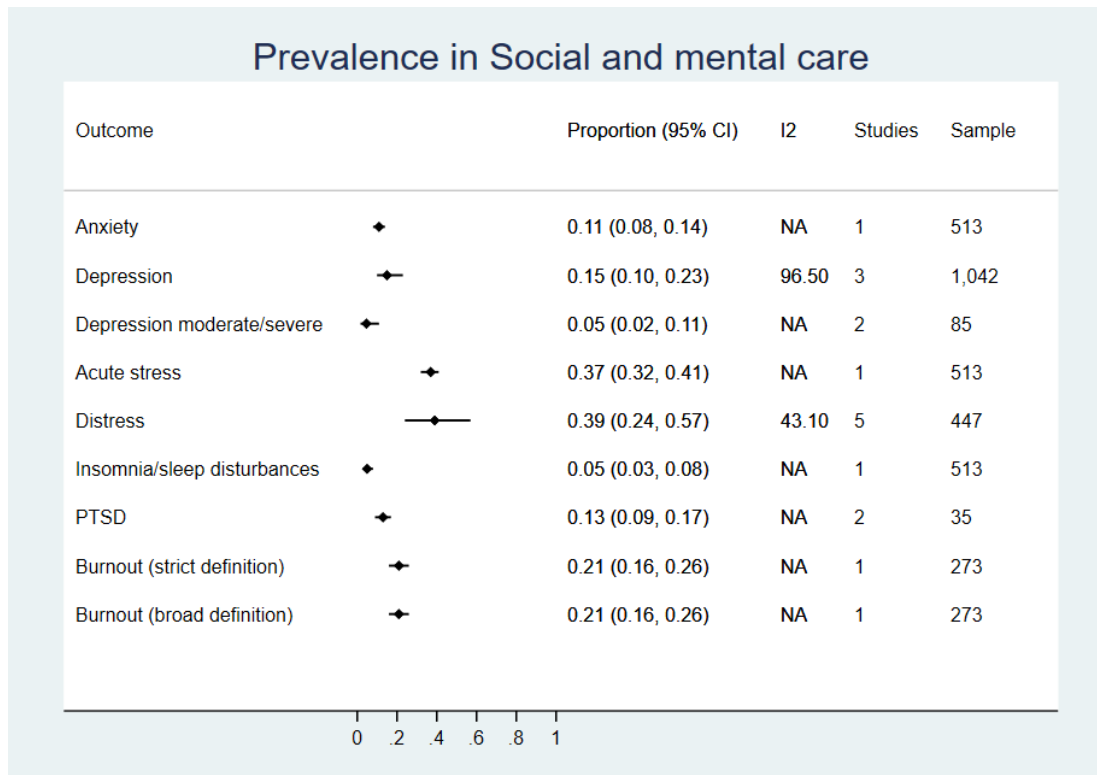 Prevalence in Social and mental care
Outcome Proportion (95% CI) I2 Studies Sample
Anxiety 0.11 (0.08, 0.14) NA 1 513
Depression 0.15 (0.10, 0.23) 96.50 3 1,042
Depression moderate/severe 0.05 (0.02, 0.11) NA 2 85
Acute stress 0.37 (0.32, 0.41) NA 1 513
Distress 0.39 (0.24, 0.57) 43.10 5 447
Insomnia/sleep disturbances 0.05 (0.03, 0.08) NA 1 513
PTSD 0.13 (0.09, 0.17) NA 2 35
Burnout (strict definition) 0.21 (0.16, 0.26) NA 1 273
Burnout (broad definition) 0.21 (0.16, 0.26) NA 1 273
0 .2 .4 .6 .8 1